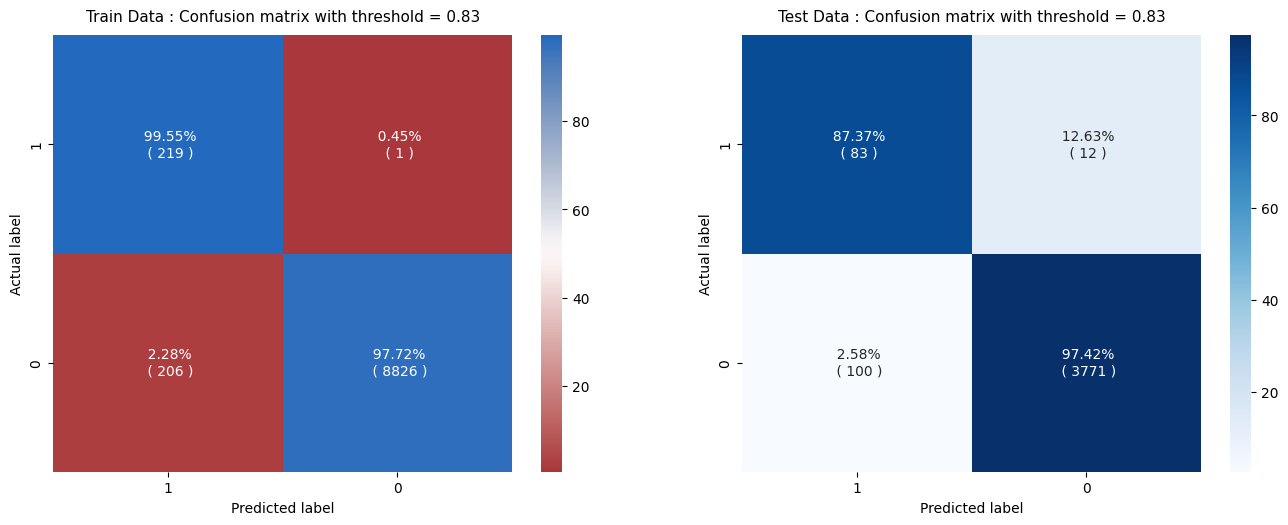 Train Data : Confusion matrix with threshold = 0.83
Actual label
1
0
99.55%
( 219 )
0.45%
( 1 )
2.28%
( 206 )
97.72%
( 8826 )
1
0
Predicted label
80
60
40
20
Test Data : Confusion matrix with threshold = 0.83
Actual label
1
0
87.37%
( 83 )
12.63%
( 12 )
2.58%
( 100 )
97.42%
( 3771 )
1
0
Predicted label
80
60
40
20